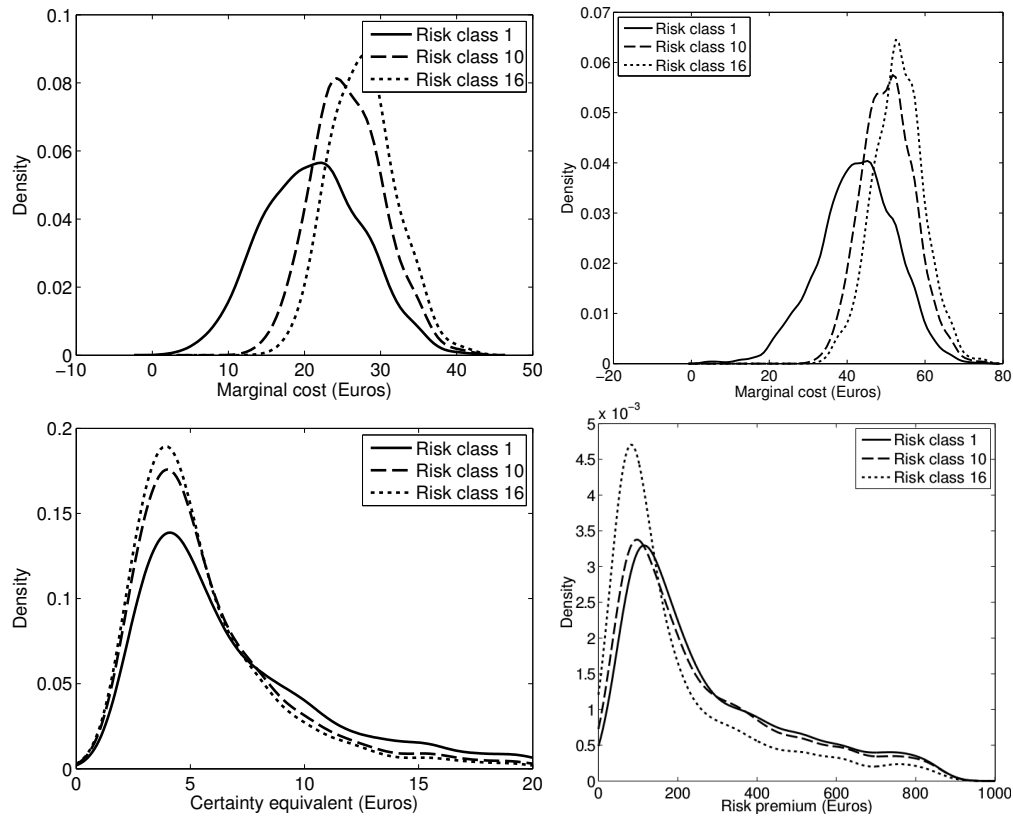 0.1
0.08
0.06
0.04
0.02
0
Density
−10 0 10 20 30 40 50
Marginal cost (Euros)
Risk class 1
Risk class 10
Risk class 16
0.07
0.06
0.05
0.04
0.03
0.02
0.01
0
Density
−20 0 20 40 60 80
Marginal cost (Euros)
Risk class 1
Risk class 10
Risk class 16
0.2
0.15
0.10
0.05
0
Density
0 5 10 15 20
Certainty equivalent (Euros)
Risk class 1
Risk class 10
Risk class 16
5 x 10⁻³
4.5
4
3.5
3
2.5
2
1.5
1
0.5
0
Density
0 200 400 600 800 1000
Risk premium (Euros)
Risk class 1
Risk class 10
Risk class 16